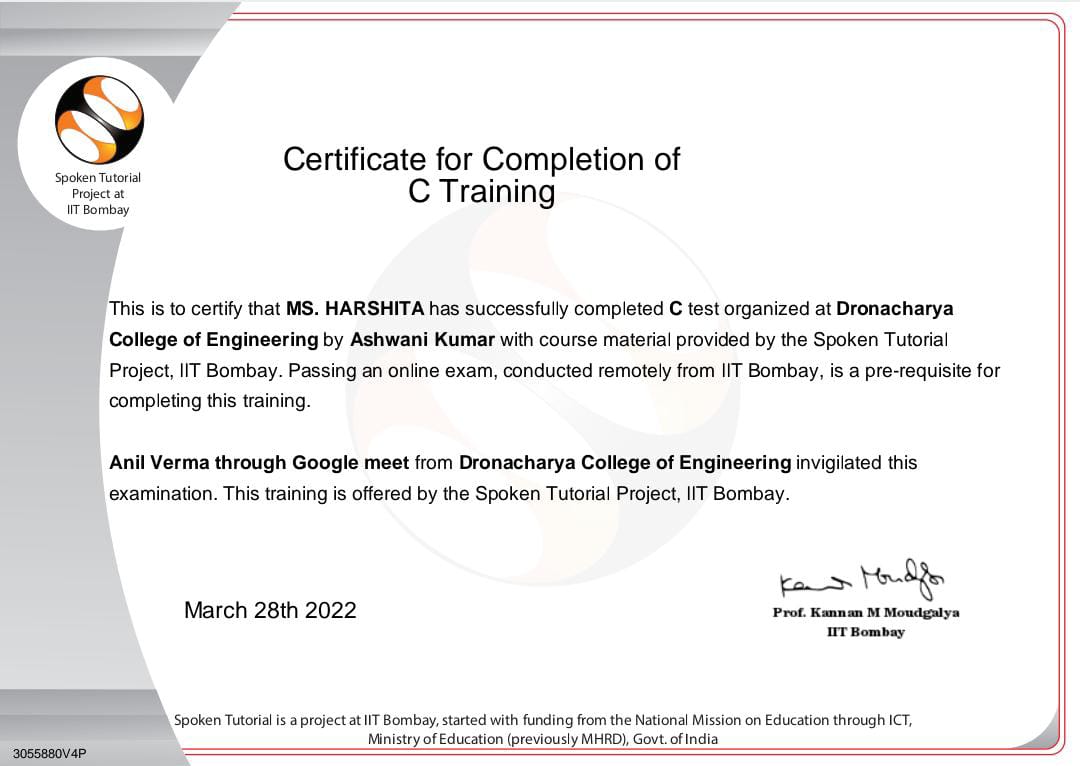 Spoken Tutorial
Project at
IIT Bombay
Certificate for Completion of
C Training
This is to certify that MS. HARSHITA has successfully completed C test organized at Dronacharya
College of Engineering by Ashwani Kumar with course material provided by the Spoken Tutorial
Project, IIT Bombay. Passing an online exam, conducted remotely from IIT Bombay, is a pre-requisite for
completing this training.
Anil Verma through Google meet from Dronacharya College of Engineering invigilated this
examination. This training is offered by the Spoken Tutorial Project, IIT Bombay.
March 28th 2022
Prof. Kannan M Moudgalya
IIT Bombay
Spoken Tutorial is a project at IIT Bombay, started with funding from the National Mission on Education through ICT,
Ministry of Education (previously MHRD), Govt. of India
3055880V4P